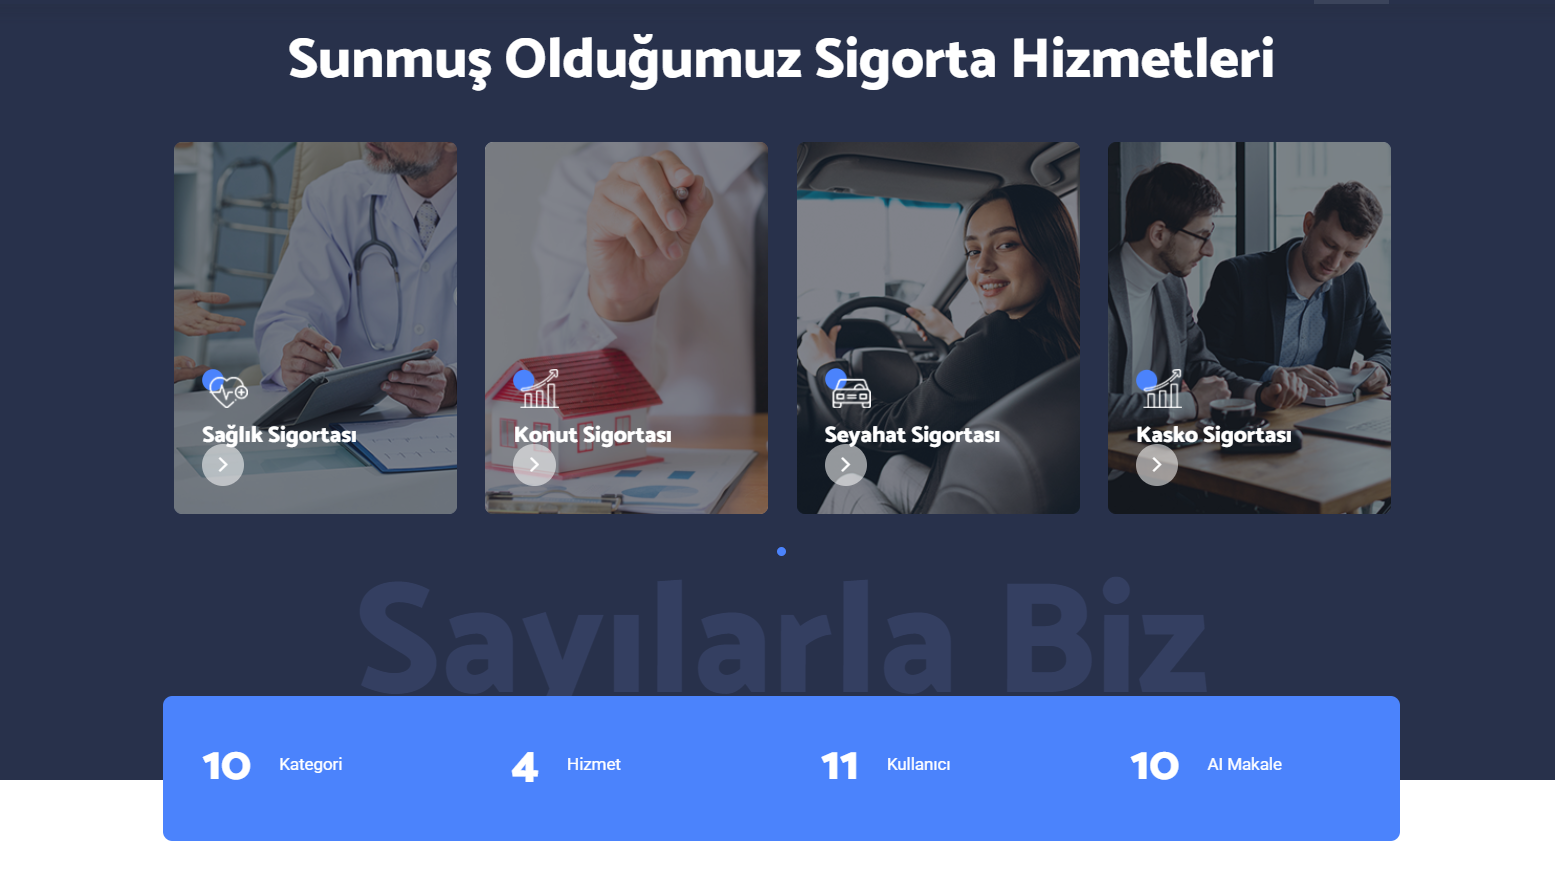 Sunmuş Olduğumuz Sigorta Hizmetleri
Sağlık Sigortası
Konut Sigortası
Seyahat Sigortası
Kasko Sigortası
Sayılarla Biz
10 Kategori
4 Hizmet
11 Kullanıcı
10 AI Makale